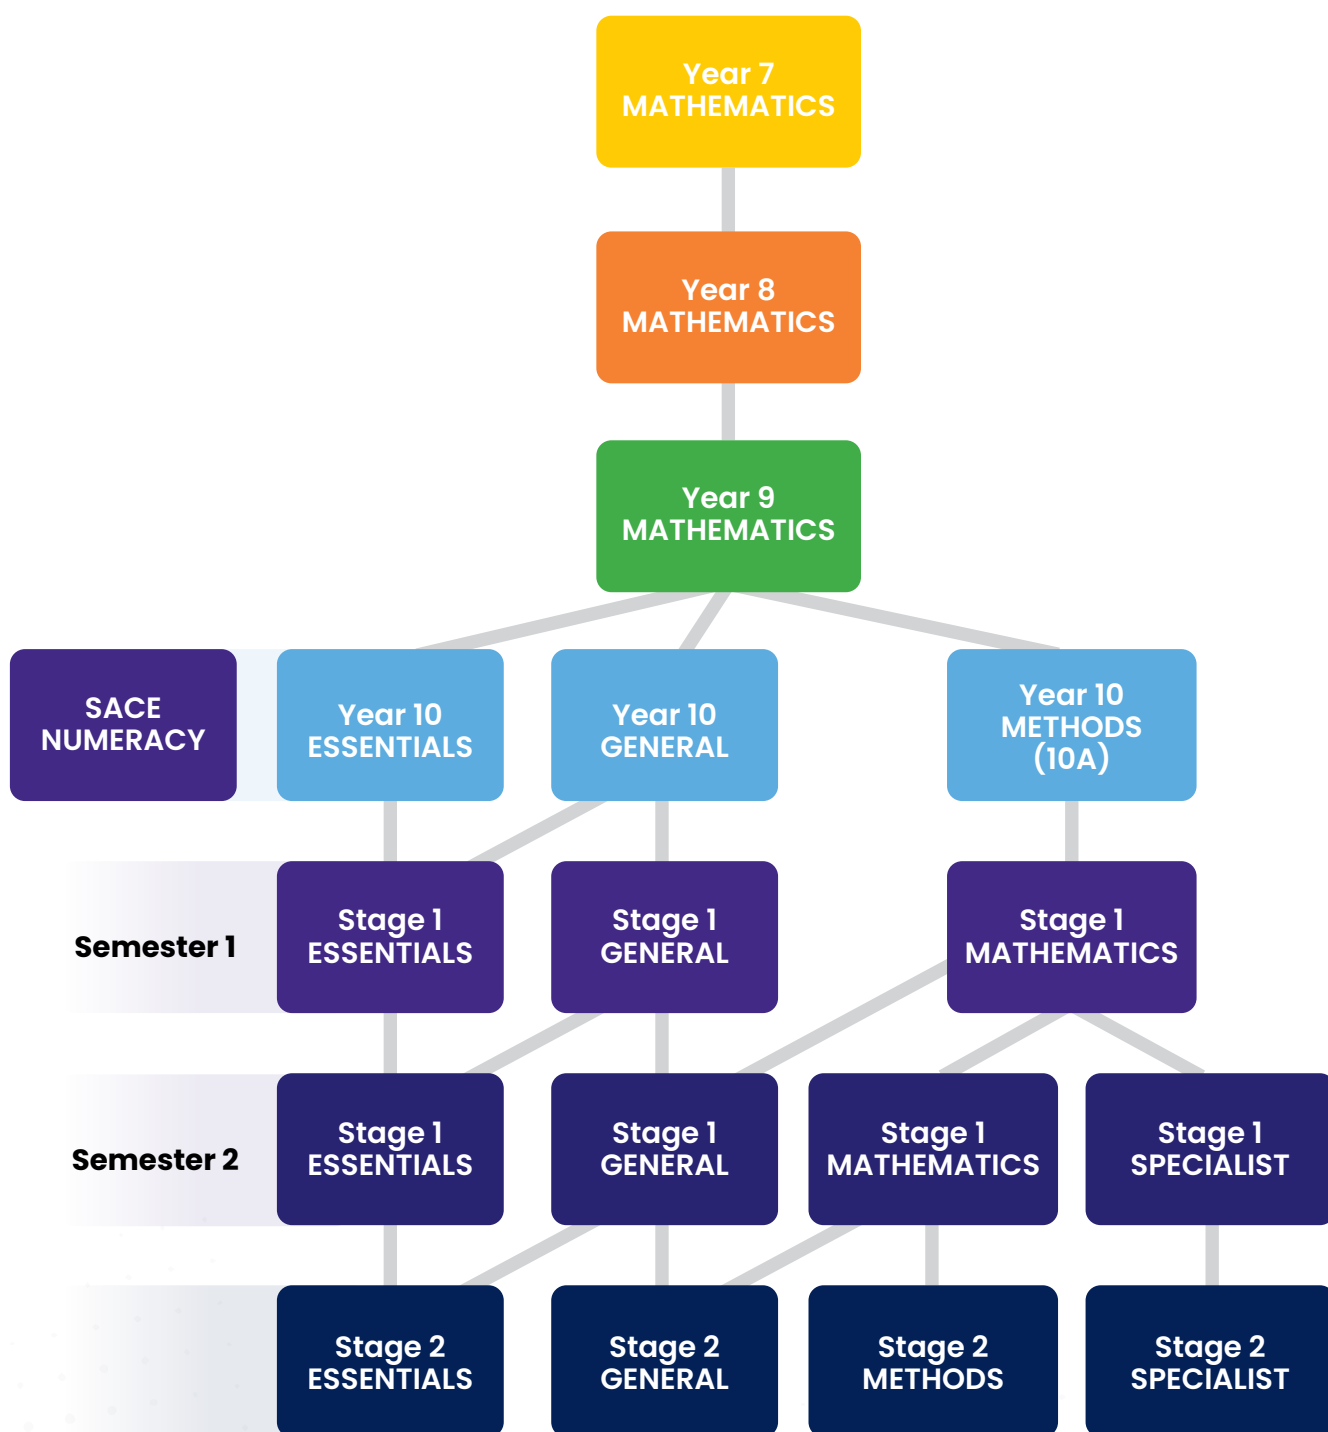 Year 7
MATHEMATICS
Year 8
MATHEMATICS
Year 9
MATHEMATICS
SACE
NUMERACY
Year 10
ESSENTIALS
Year 10
GENERAL
Year 10
METHODS
(10A)
Semester 1
Stage 1
ESSENTIALS
Stage 1
GENERAL
Stage 1
MATHEMATICS
Semester 2
Stage 1
ESSENTIALS
Stage 1
GENERAL
Stage 1
MATHEMATICS
Stage 1
SPECIALIST
Stage 2
ESSENTIALS
Stage 2
GENERAL
Stage 2
METHODS
Stage 2
SPECIALIST